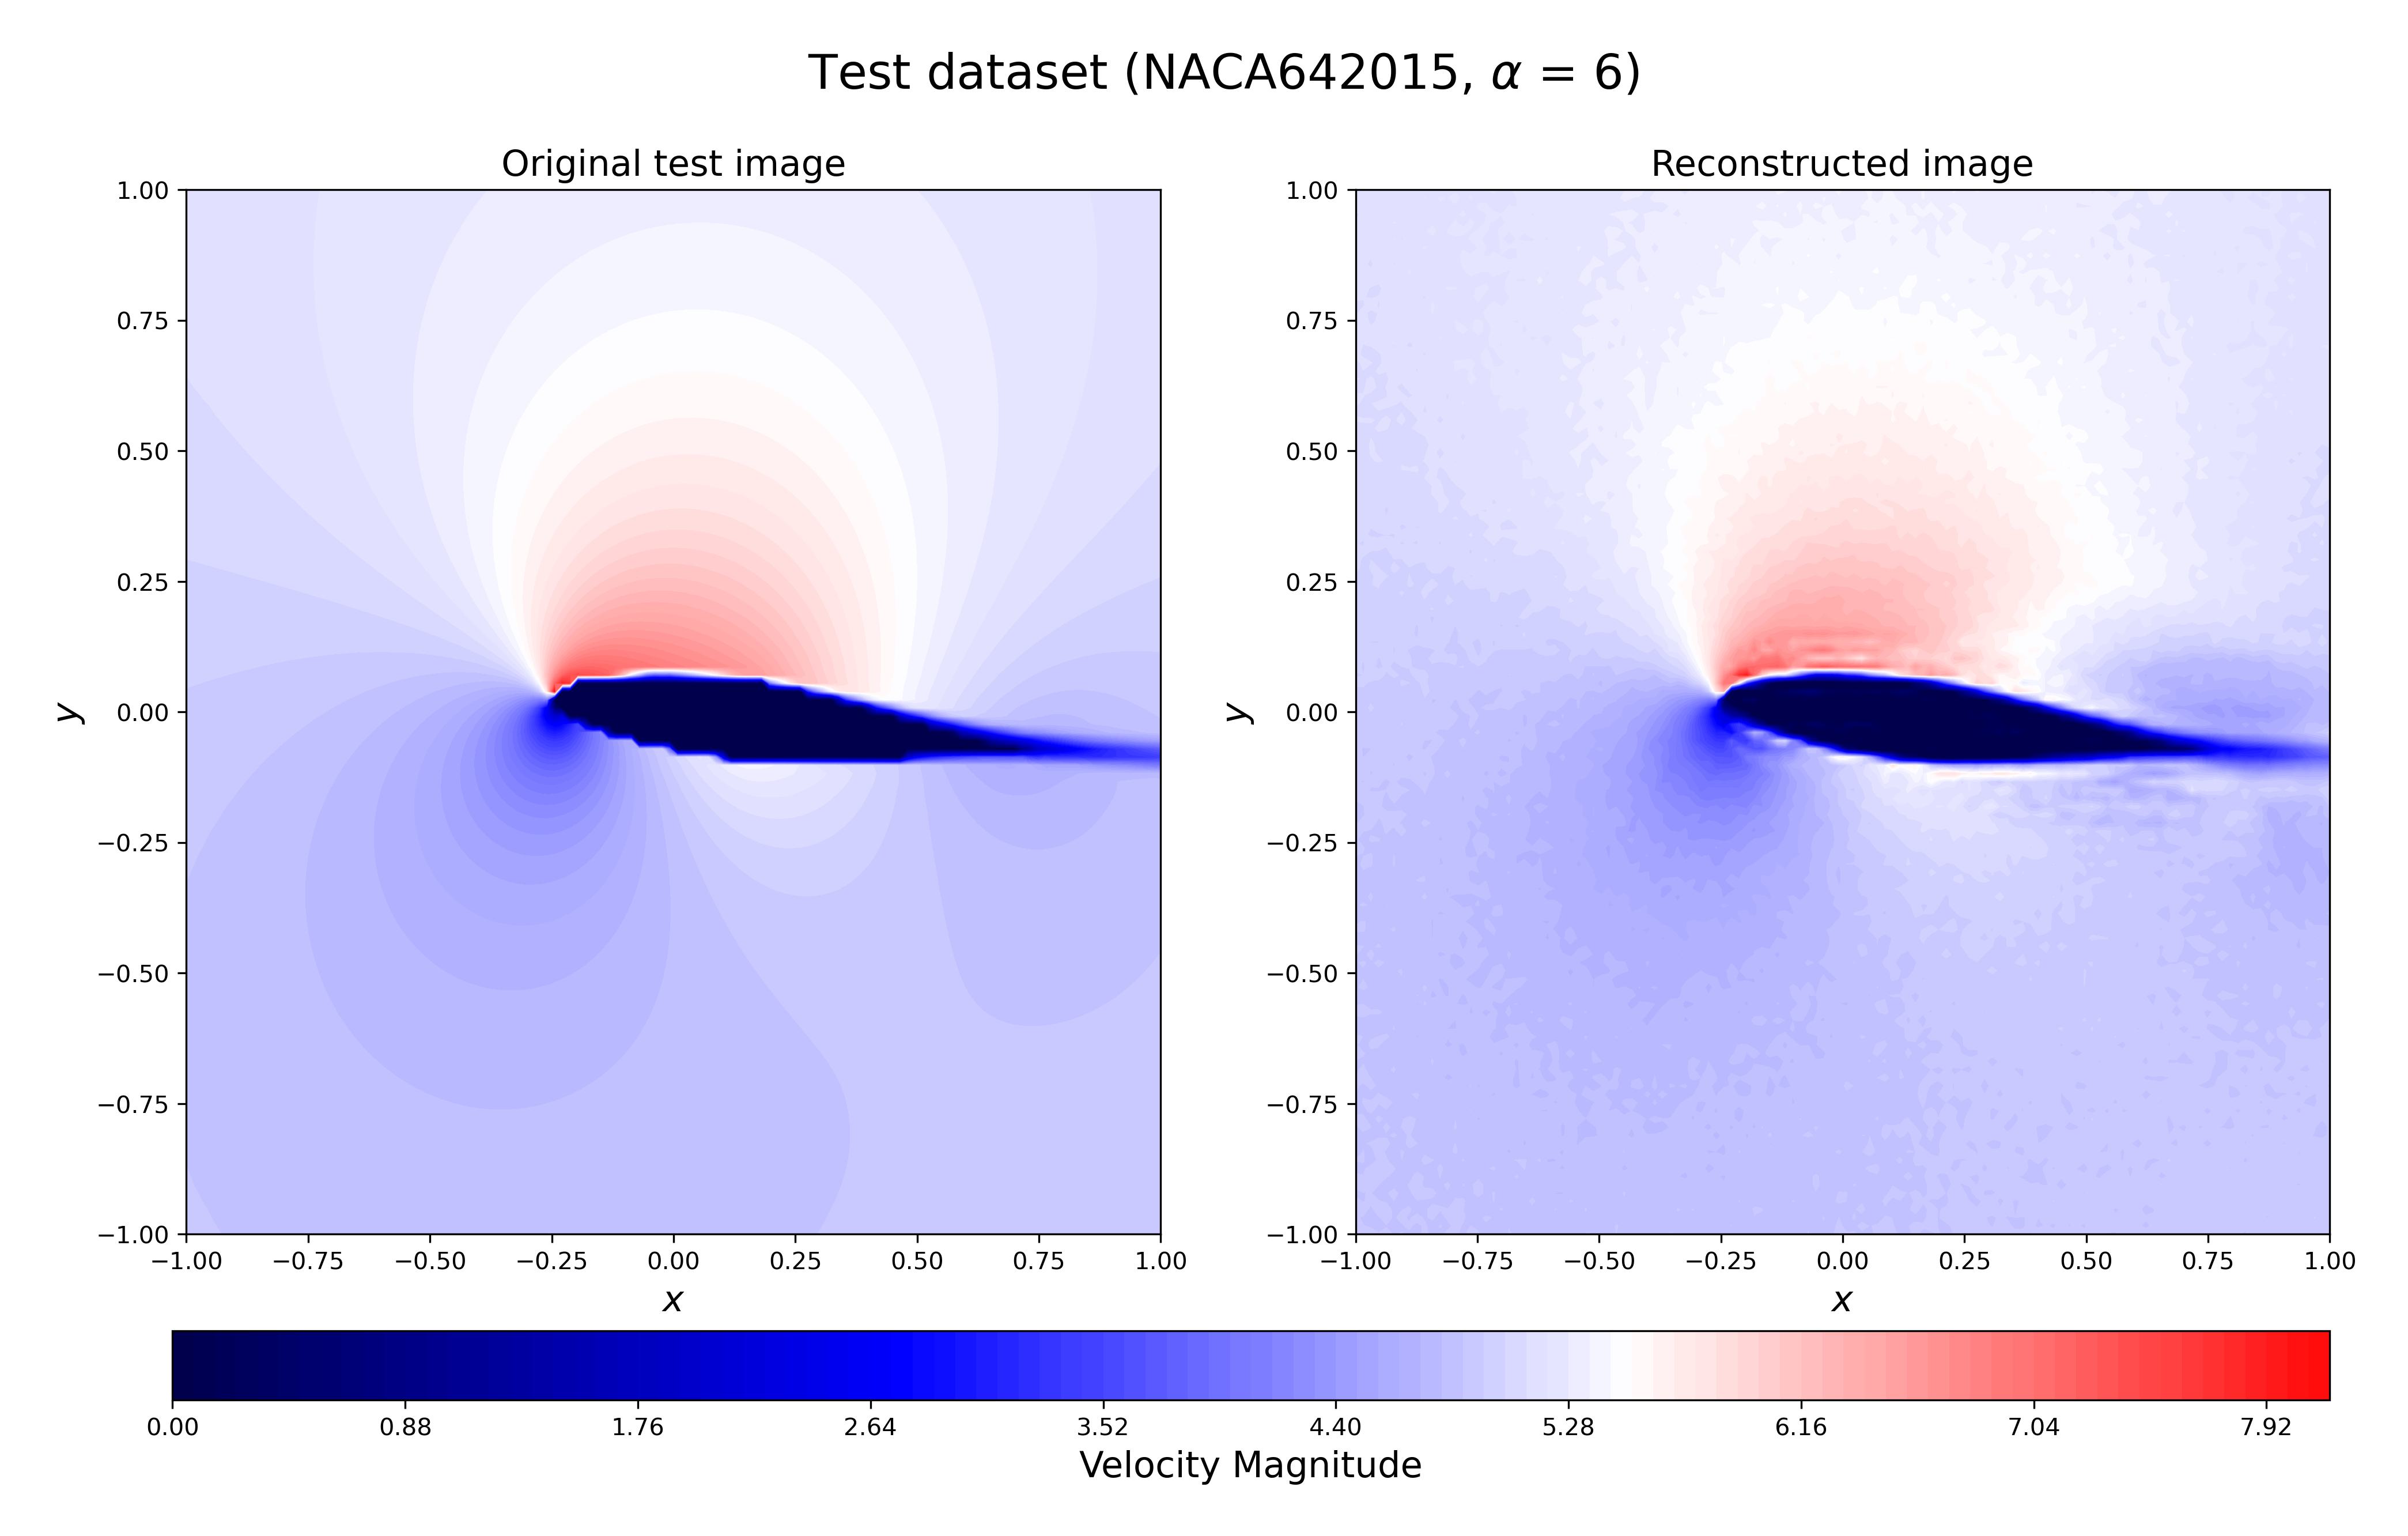 Test dataset (NACA642015, α = 6)
Original test image
Reconstructed image
1.00
0.75
0.50
0.25
0.00
−0.25
−0.50
−0.75
−1.00
y
−1.00 −0.75 −0.50 −0.25 0.00 0.25 0.50 0.75 1.00
x
1.00
0.75
0.50
0.25
0.00
−0.25
−0.50
−0.75
−1.00
y
−1.00 −0.75 −0.50 −0.25 0.00 0.25 0.50 0.75 1.00
x
0.00 0.88 1.76 2.64 3.52 4.40 5.28 6.16 7.04 7.92
Velocity Magnitude